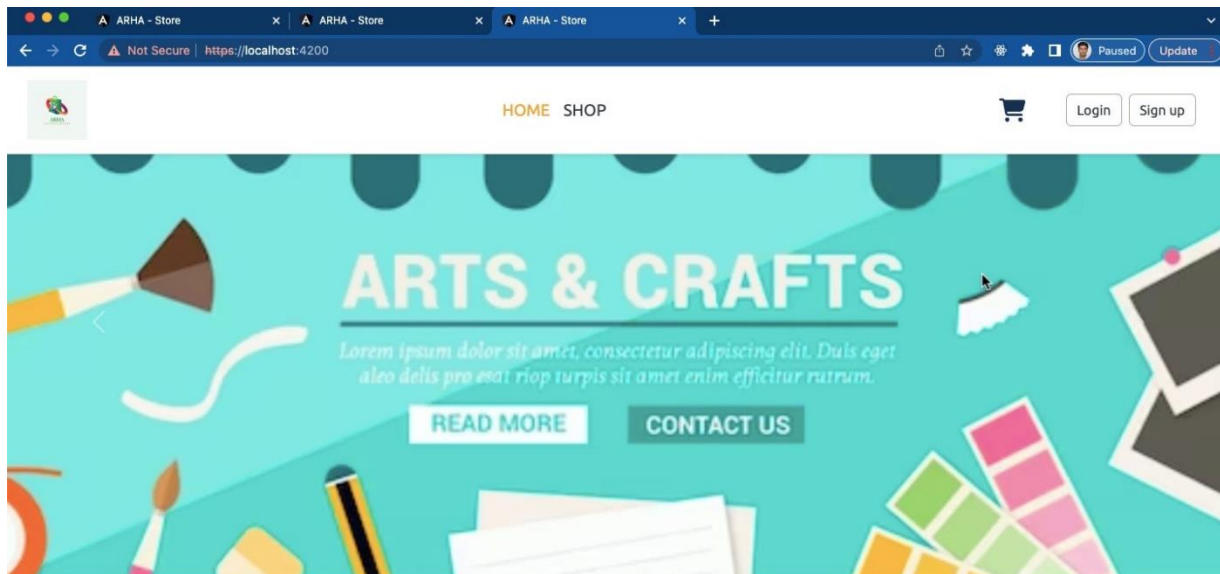 ARHA - Store
ARHA - Store
ARHA - Store
Not Secure https://localhost:4200
Paused
Update
ARHA
HOME SHOP
Login
Sign up
ARTS & CRAFTS
Lorem ipsum dolor sit amet, consectetur adipiscing elit. Duis eget
aleo delis pro esat riop turpis sit amet enim efficitur rutrum.
READ MORE
CONTACT US